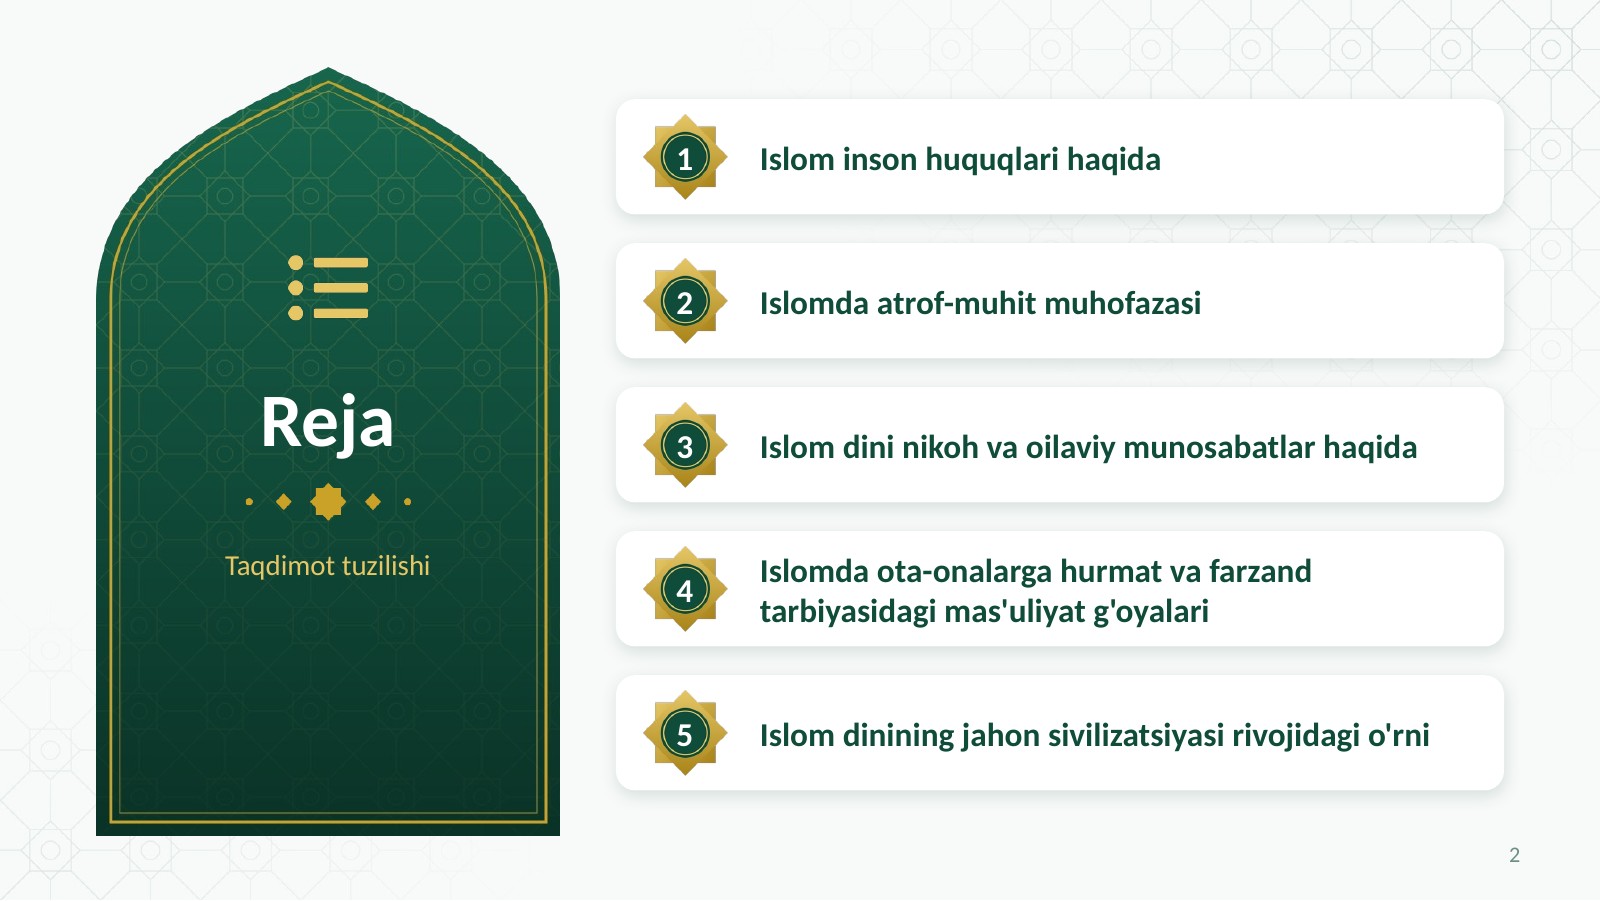 Reja
Taqdimot tuzilishi
1
Islom inson huquqlari haqida
2
Islomda atrof-muhit muhofazasi
3
Islom dini nikoh va oilaviy munosabatlar haqida
4
Islomda ota-onalarga hurmat va farzand
tarbiyasidagi mas'uliyat g'oyalari
5
Islom dinining jahon sivilizatsiyasi rivojidagi o'rni
2